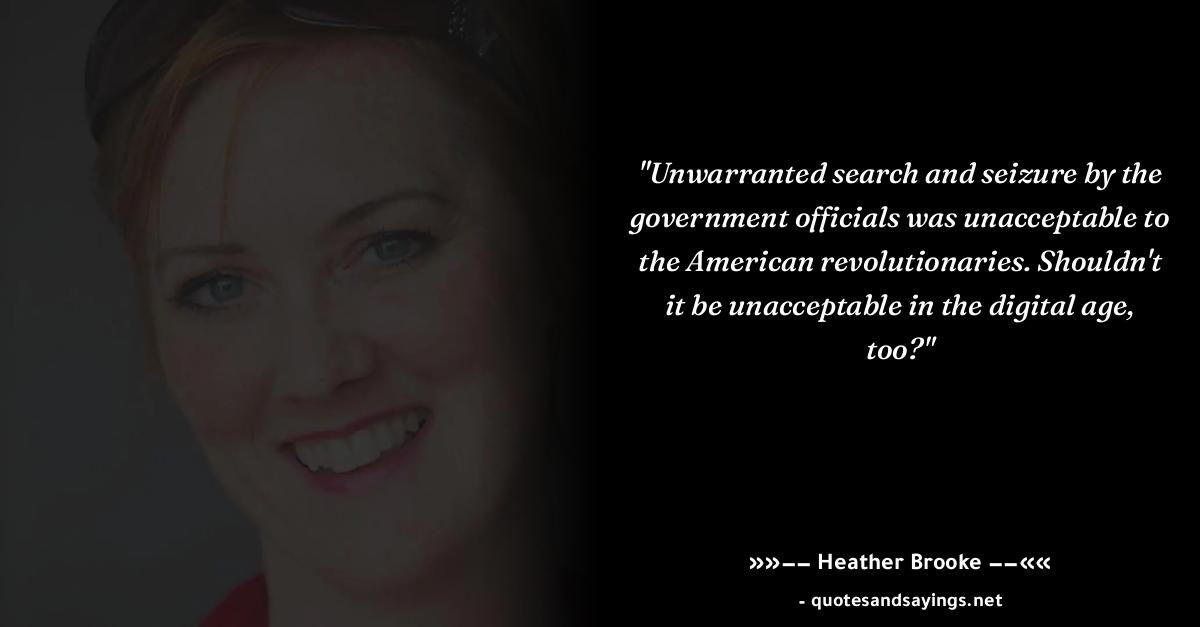 "Unwarranted search and seizure by the
government officials was unacceptable to
the American revolutionaries. Shouldn't
it be unacceptable in the digital age,
too?"
»»−− Heather Brooke −−««
- quotesandsayings.net